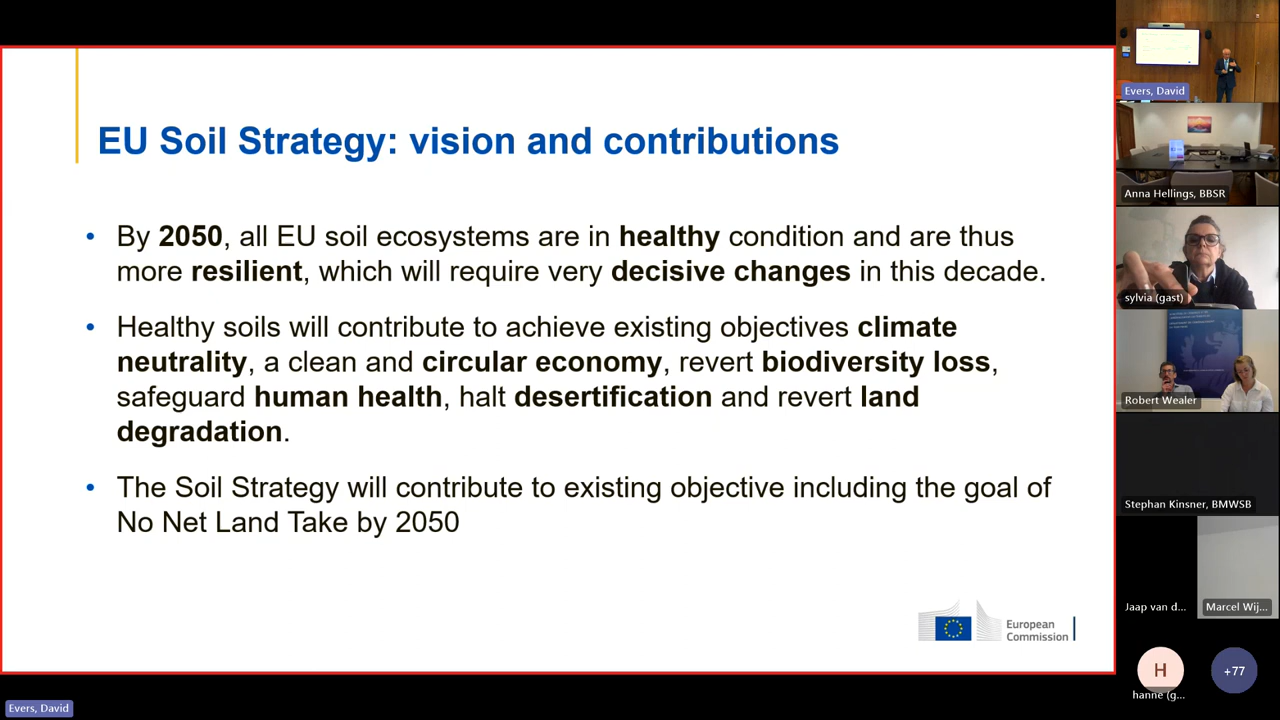 EU Soil Strategy: vision and contributions
• By 2050, all EU soil ecosystems are in healthy condition and are thus
more resilient, which will require very decisive changes in this decade.
• Healthy soils will contribute to achieve existing objectives climate
neutrality, a clean and circular economy, revert biodiversity loss,
safeguard human health, halt desertification and revert land
degradation.
• The Soil Strategy will contribute to existing objective including the goal of
No Net Land Take by 2050
European
Commission
Evers, David
Evers, David
Anna Hellings, BBSR
sylvia (gast)
Robert Wealer
Stephan Kinsner, BMWSB
Jaap van d...
Marcel Wij...
H
hanne (g...
+77